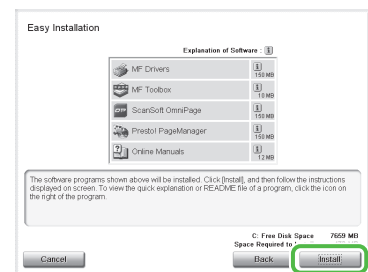 Easy Installation
Explanation of Software :
MF Drivers
150 MB
MF Toolbox
10 MB
ScanSoft OmniPage
150 MB
Presto! PageManager
150 MB
Online Manuals
12 MB
The software programs shown above will be installed. Click [Install], and then follow the instructions
displayed on screen. To view the quick explanation or README file of a program, click the icon on
the right of the program.
C: Free Disk Space 7659 MB
Space Required to
Cancel
Back
Install